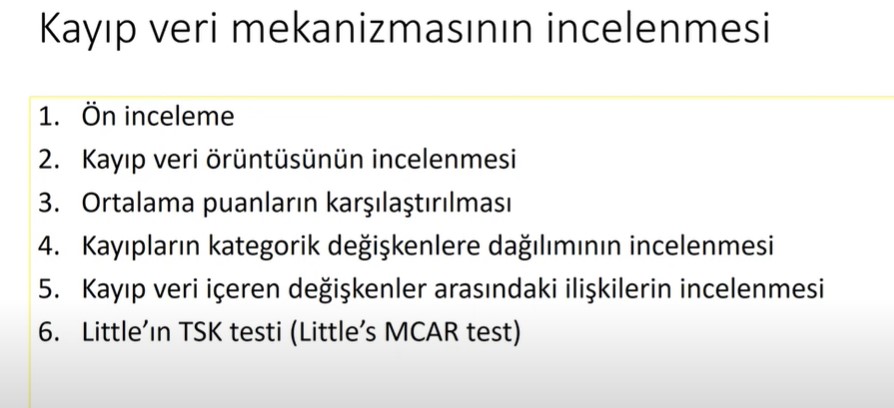 Kayıp veri mekanizmasının incelenmesi
1. Ön inceleme
2. Kayıp veri örüntüsünün incelenmesi
3. Ortalama puanların karşılaştırılması
4. Kayıpların kategorik değişkenlere dağılımının incelenmesi
5. Kayıp veri içeren değişkenler arasındaki ilişkilerin incelenmesi
6. Little’ın TSK testi (Little’s MCAR test)